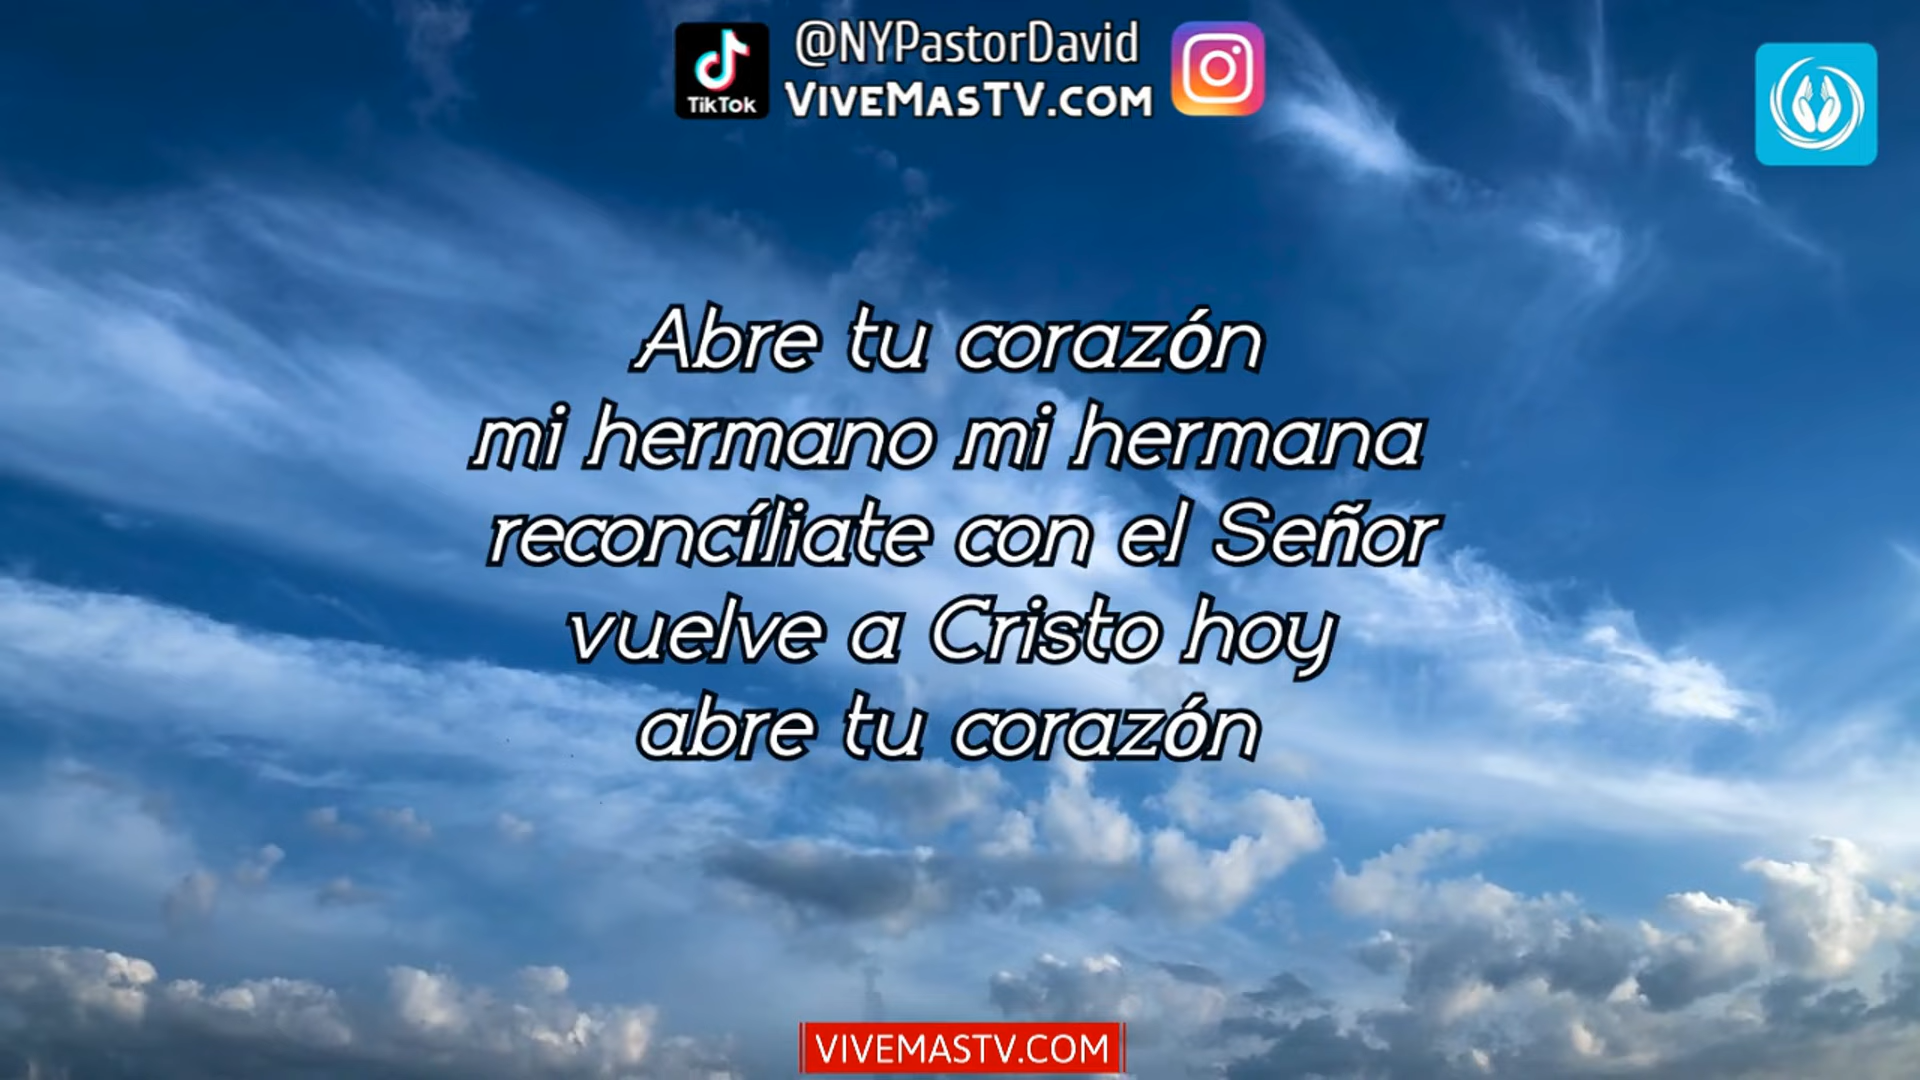 @NYPastorDavid
TikTok
ViveMasTV.com
Abre tu corazón
mi hermano mi hermana
reconcíliate con el Señor
vuelve a Cristo hoy
abre tu corazón
VIVEMASTV.COM